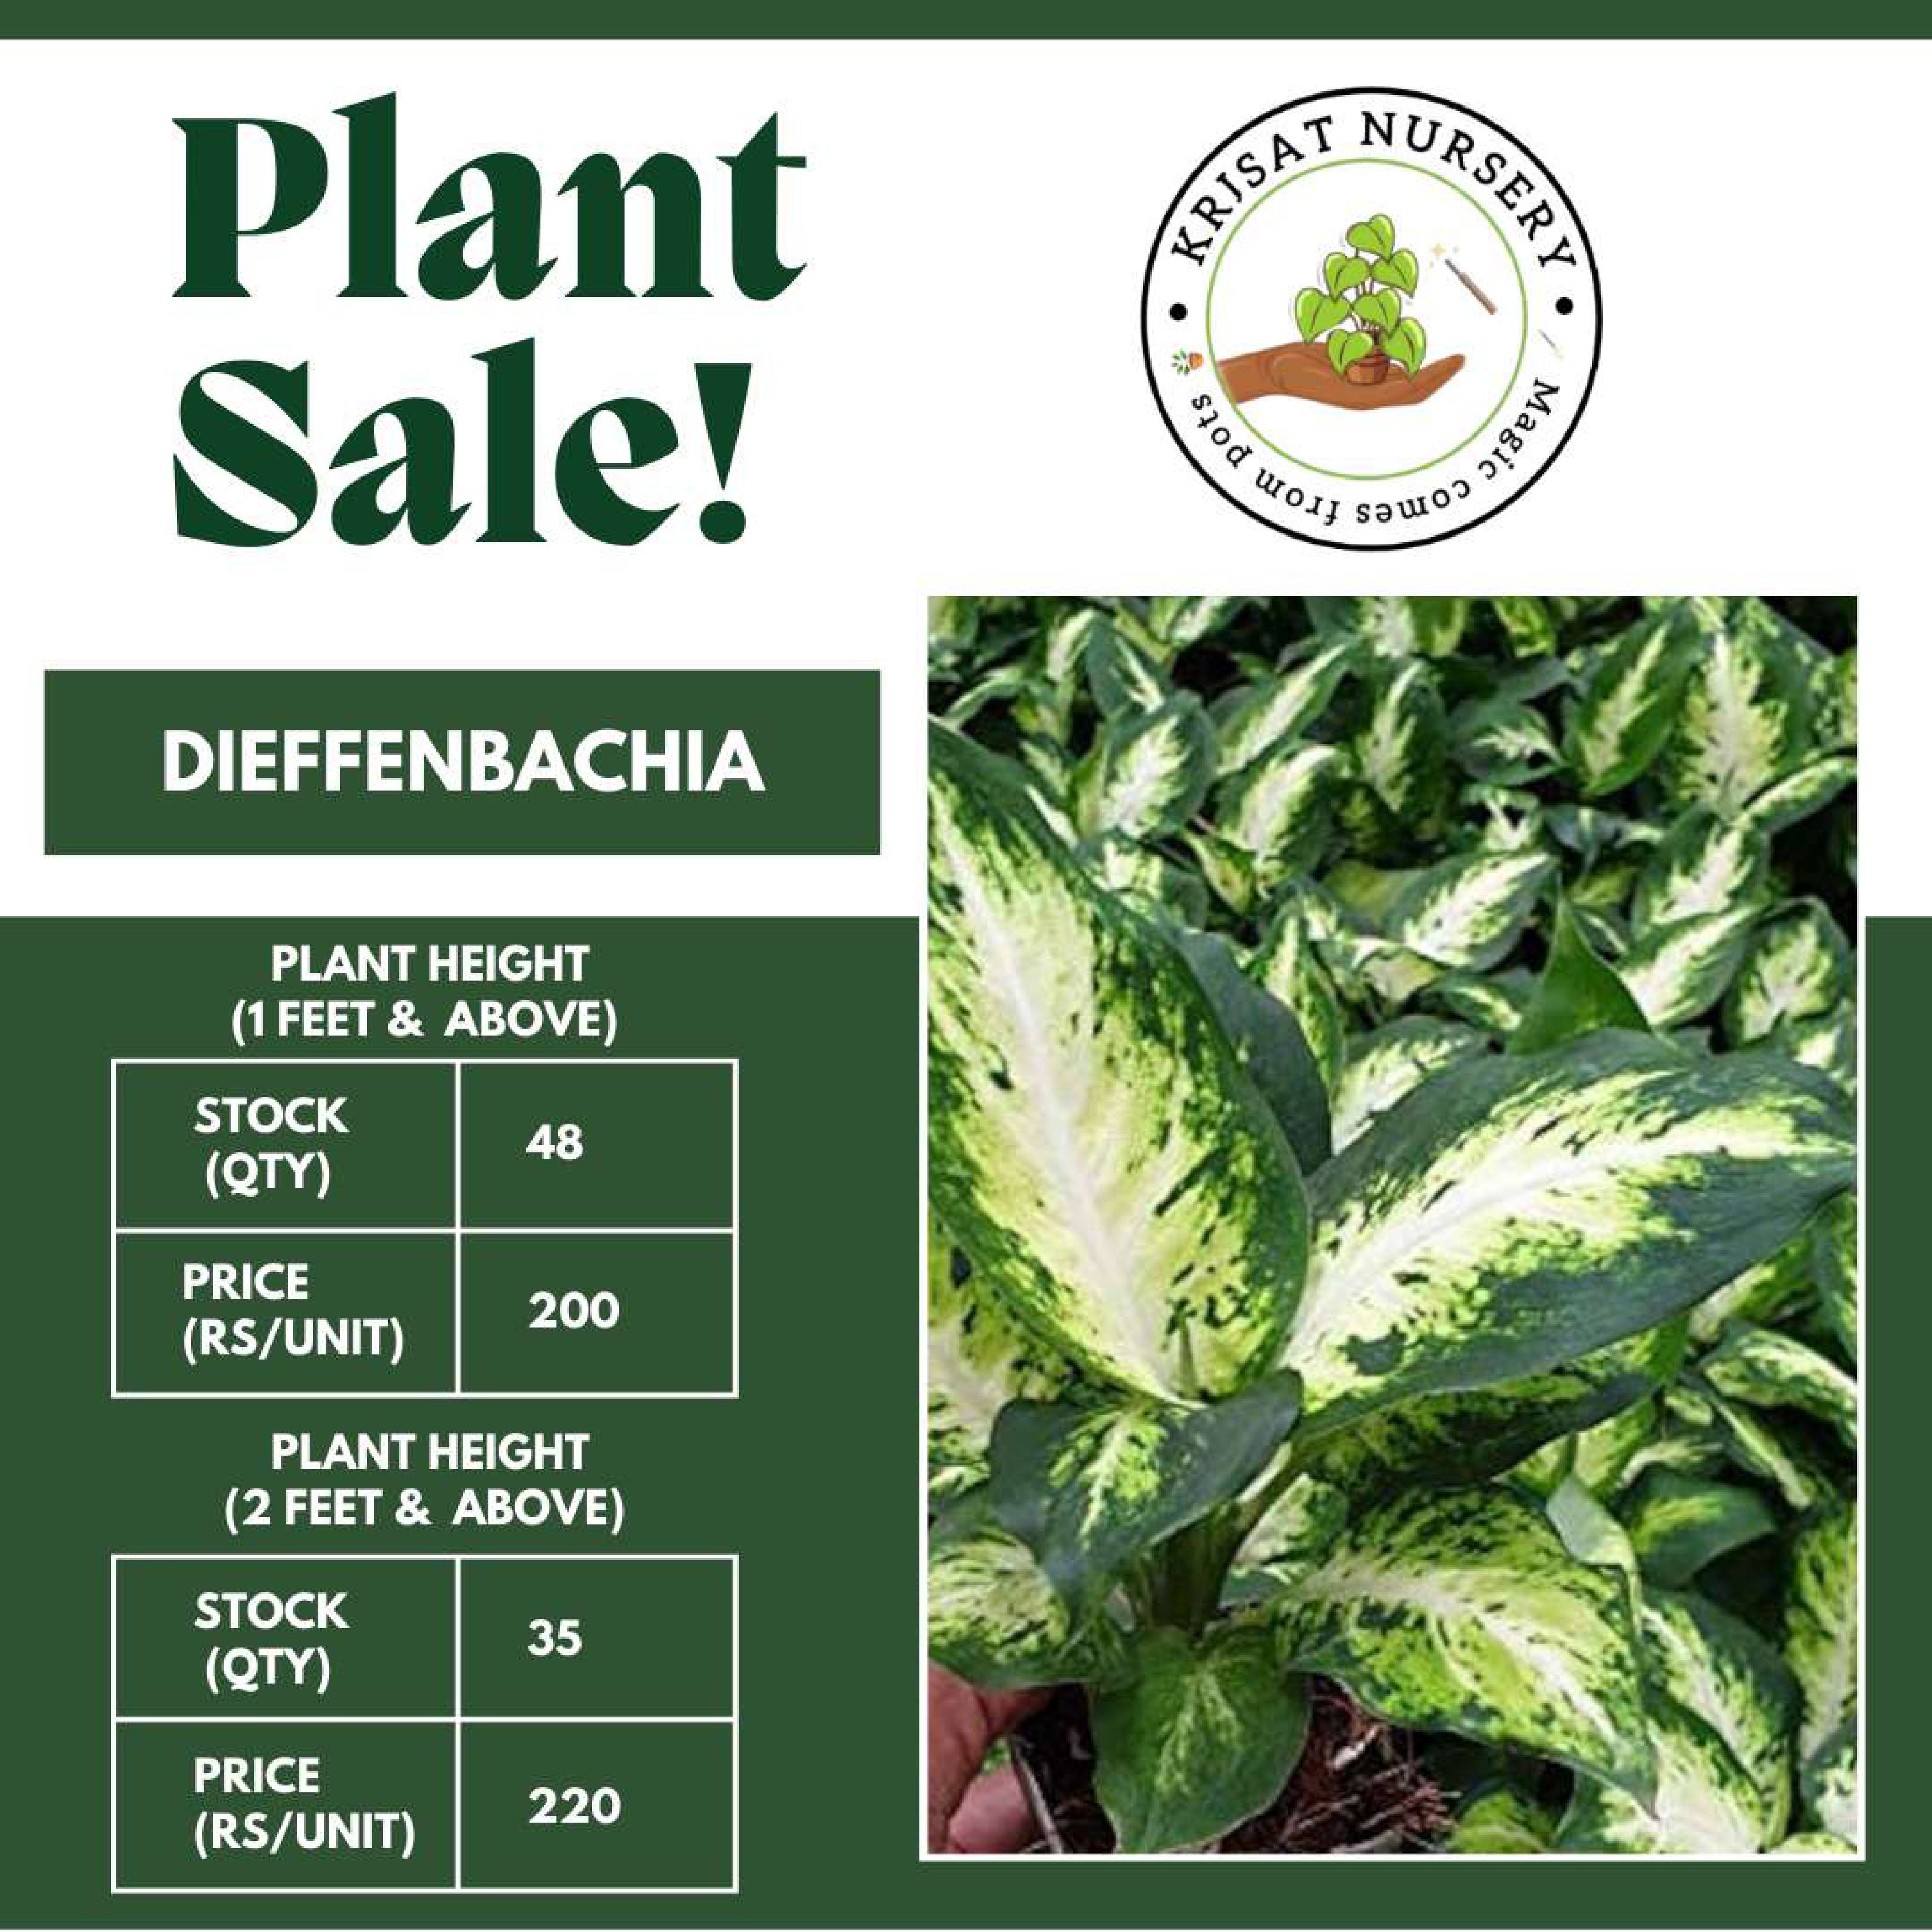 Plant
Sale!
KRISAT NURSERY
Magic comes from pots
DIEFFENBACHIA
PLANT HEIGHT
(1 FEET & ABOVE)
STOCK
(QTY)
48
PRICE
(RS/UNIT)
200
PLANT HEIGHT
(2 FEET & ABOVE)
STOCK
(QTY)
35
PRICE
(RS/UNIT)
220